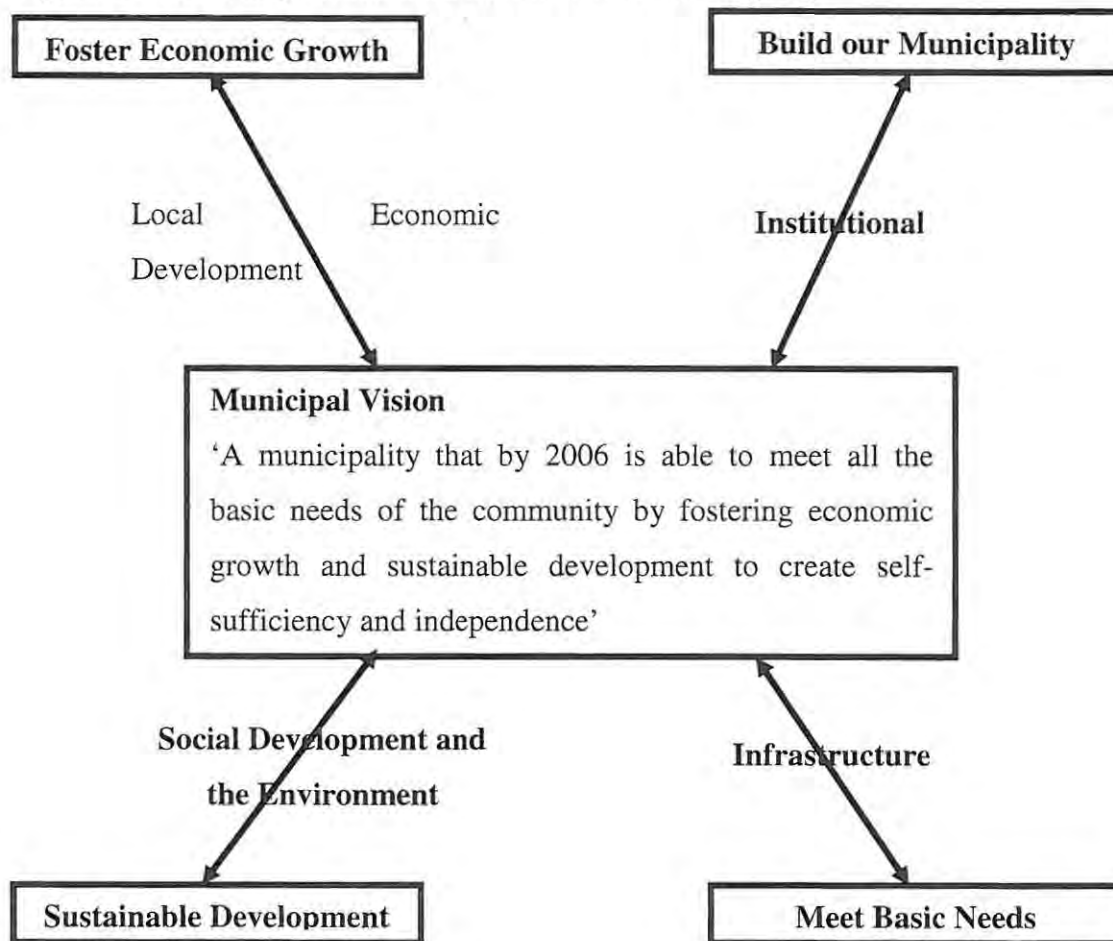 Foster Economic Growth
Build our Municipality
Local Economic
Development
Institutional
Municipal Vision
‘A municipality that by 2006 is able to meet all the
basic needs of the community by fostering economic
growth and sustainable development to create self-
sufficiency and independence’
Social Development and
the Environment
Infrastructure
Sustainable Development
Meet Basic Needs